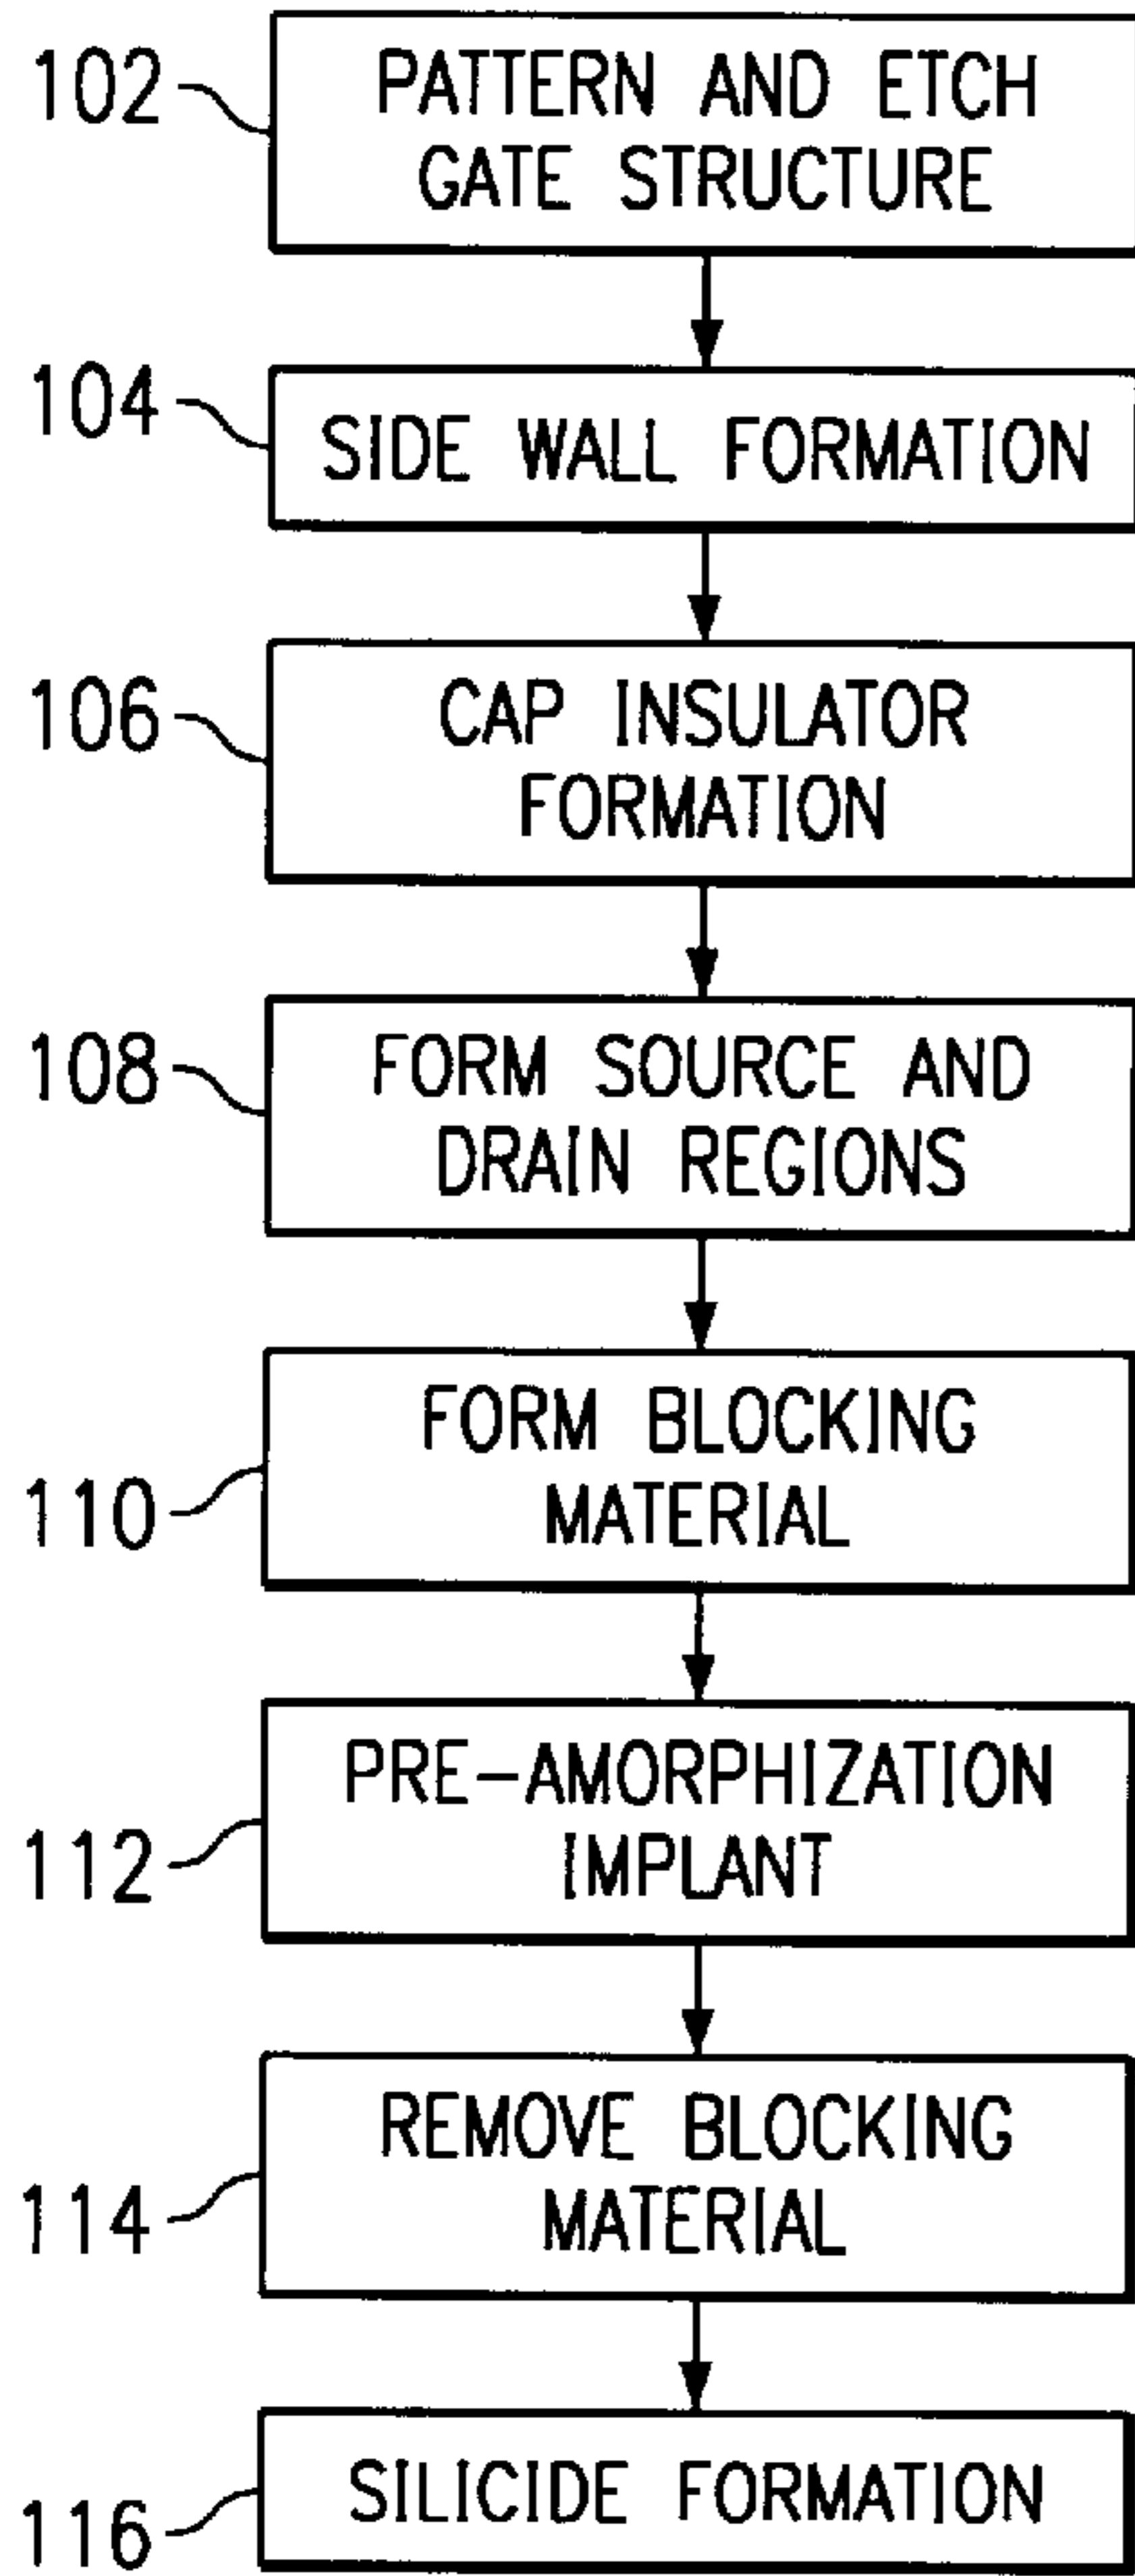 102
PATTERN AND ETCH
GATE STRUCTURE
104
SIDE WALL FORMATION
106
CAP INSULATOR
FORMATION
108
FORM SOURCE AND
DRAIN REGIONS
110
FORM BLOCKING
MATERIAL
112
PRE-AMORPHIZATION
IMPLANT
114
REMOVE BLOCKING
MATERIAL
116
SILICIDE FORMATION